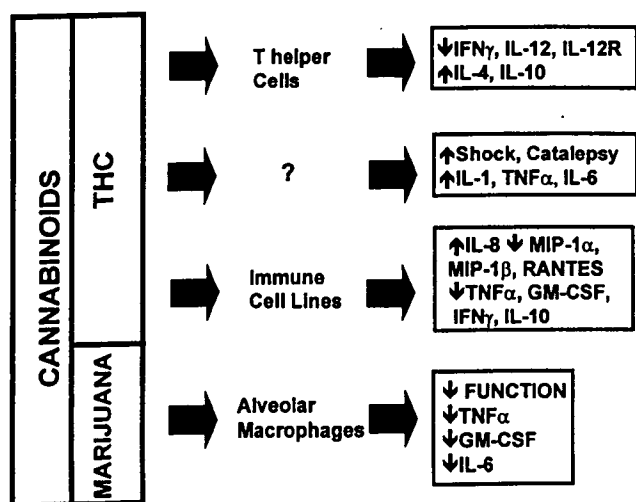 CANNABINOIDS
THC
MARIJUANA
T helper
Cells
↓IFNγ, IL-12, IL-12R
↑IL-4, IL-10
?
↑Shock, Catalepsy
↑IL-1, TNFα, IL-6
Immune
Cell Lines
↑IL-8 ↓ MIP-1α,
MIP-1β, RANTES
↓TNFα, GM-CSF,
IFNγ, IL-10
Alveolar
Macrophages
↓ FUNCTION
↓TNFα
↓GM-CSF
↓IL-6